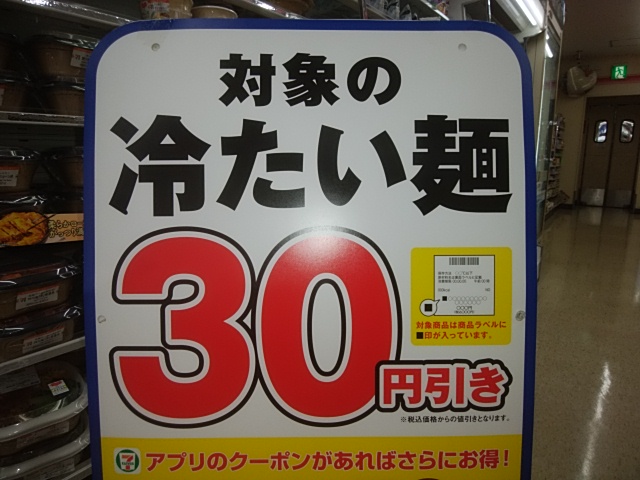 対象の
冷たい麺
30円引き
※税込価格からの値引きとなります。
対象商品は商品ラベルに
■印が入っています。
アプリのクーポンがあればさらにお得！